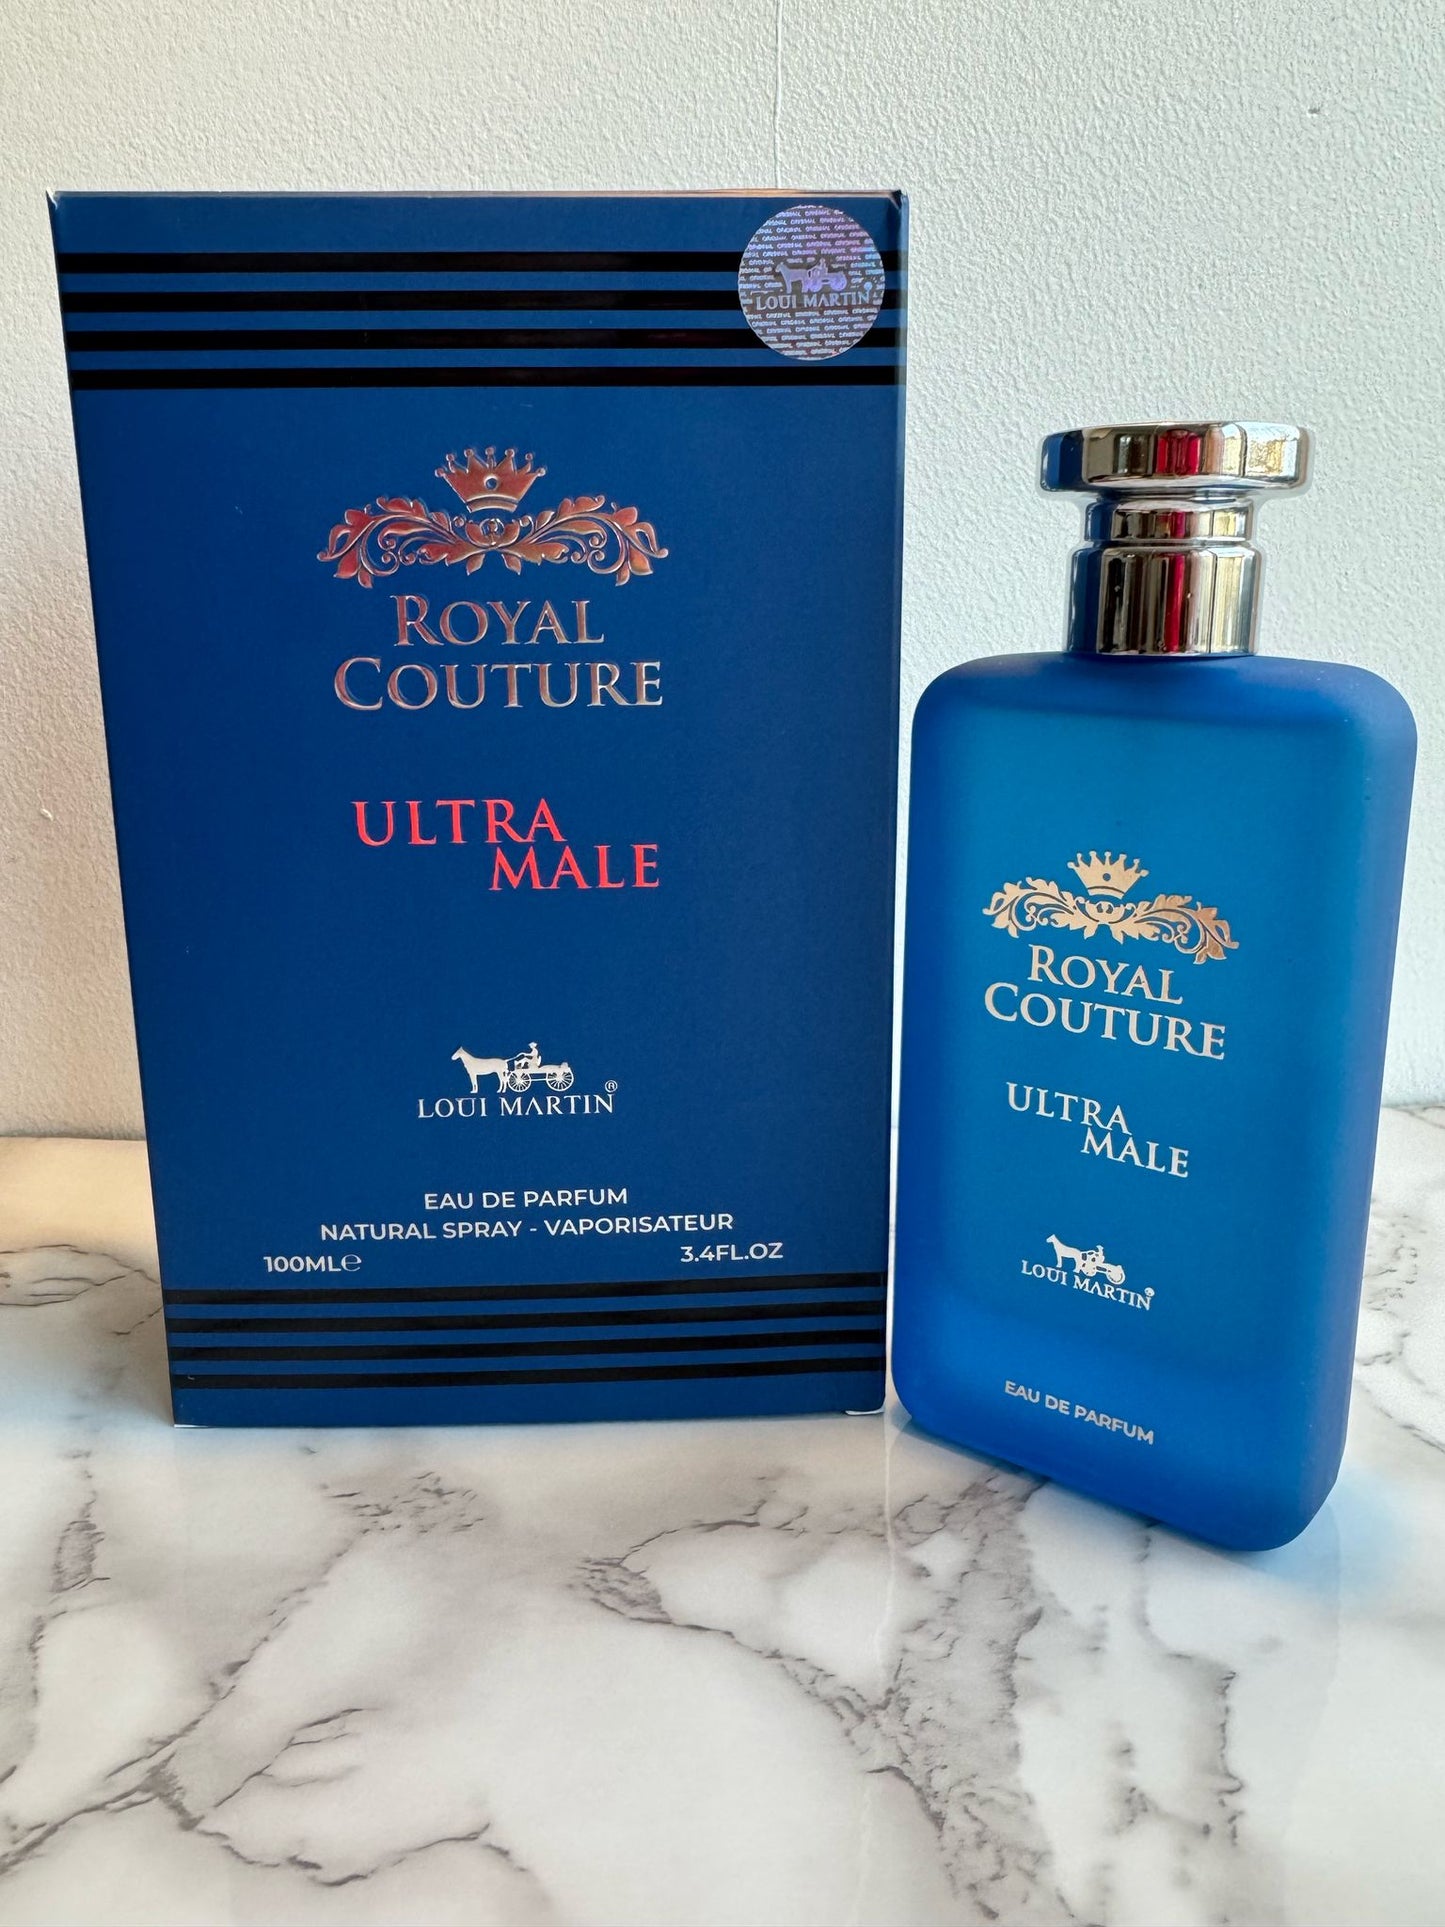 LOUI MARTIN
ROYAL
COUTURE
ULTRA
MALE
LOUI MARTIN®
EAU DE PARFUM
NATURAL SPRAY - VAPORISATEUR
100ML℮ 3.4FL.OZ
ROYAL
COUTURE
ULTRA
MALE
LOUI MARTIN®
EAU DE PARFUM